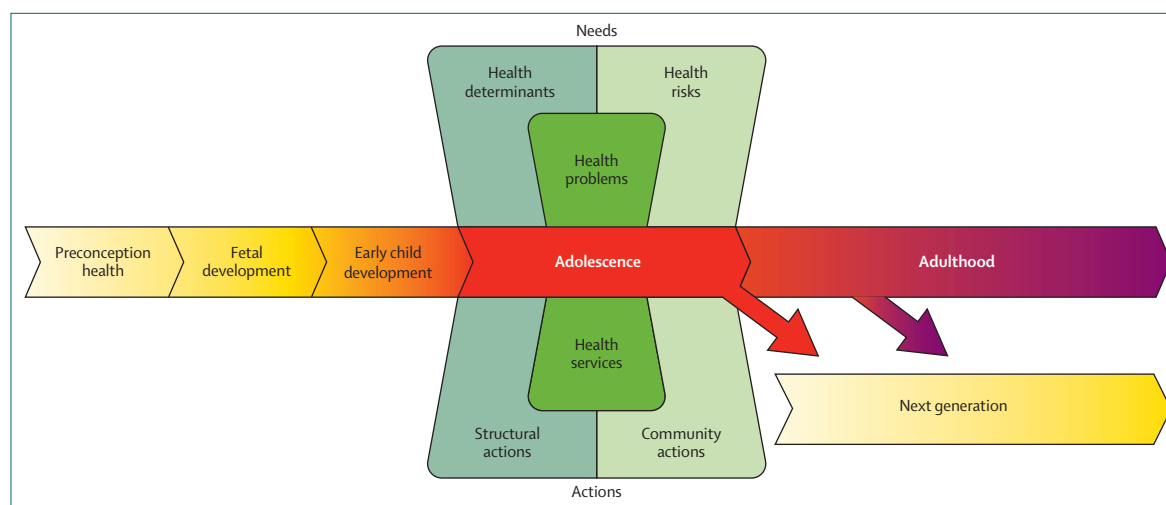 Needs
Health
determinants
Health
risks
Health
problems
Preconception
health
Fetal
development
Early child
development
Adolescence
Adulthood
Health
services
Next generation
Structural
actions
Community
actions
Actions